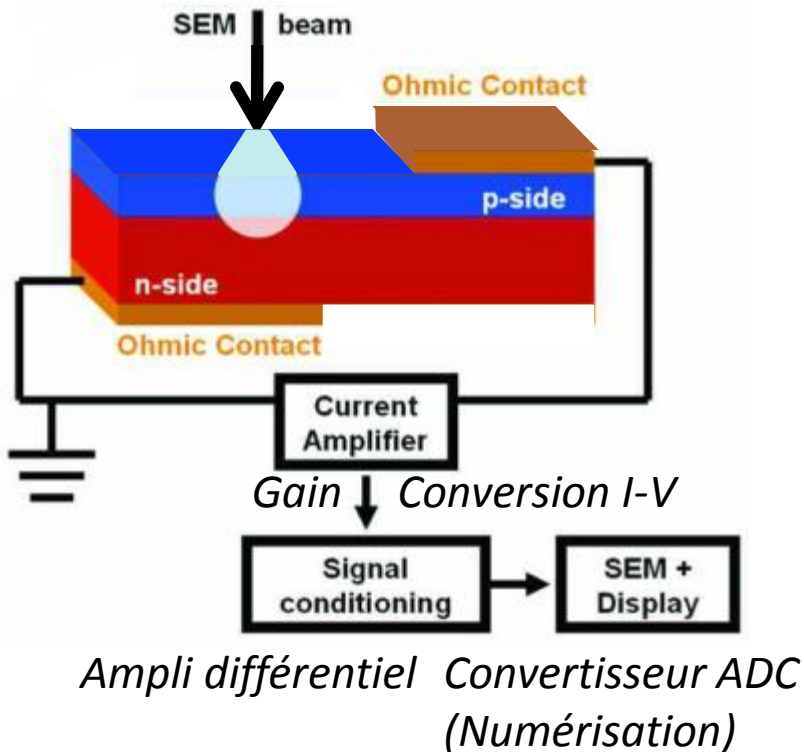 SEM beam
Ohmic Contact
p-side
n-side
Ohmic Contact
Current
Amplifier
Gain Conversion I-V
Signal
conditioning
SEM +
Display
Ampli différentiel Convertisseur ADC
(Numérisation)